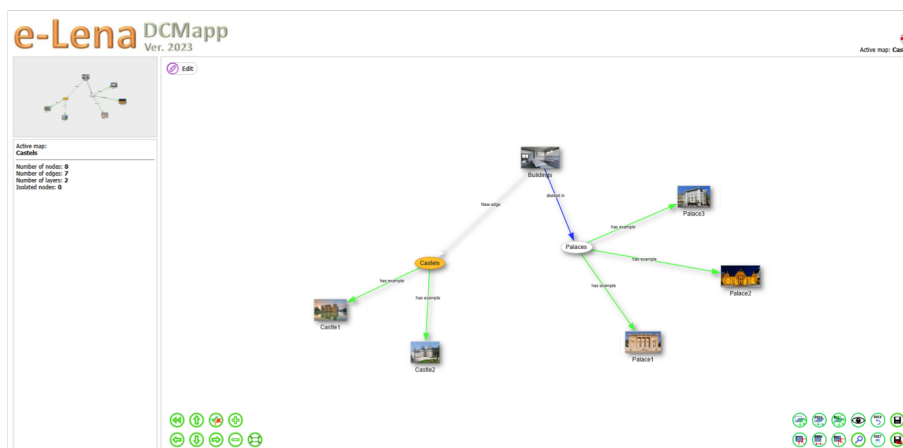 e-Lena DCMapp
Ver. 2023
Active map: Cas
Edit
Active map:
Castels
Number of nodes: 8
Number of edges: 7
Number of layers: 2
Isolated nodes: 0
Buildings
New edge
Palace3
has example
Palaces
Castels
has example
has example
Palace2
has example
has example
Castle1
has example
Palace1
Castle2